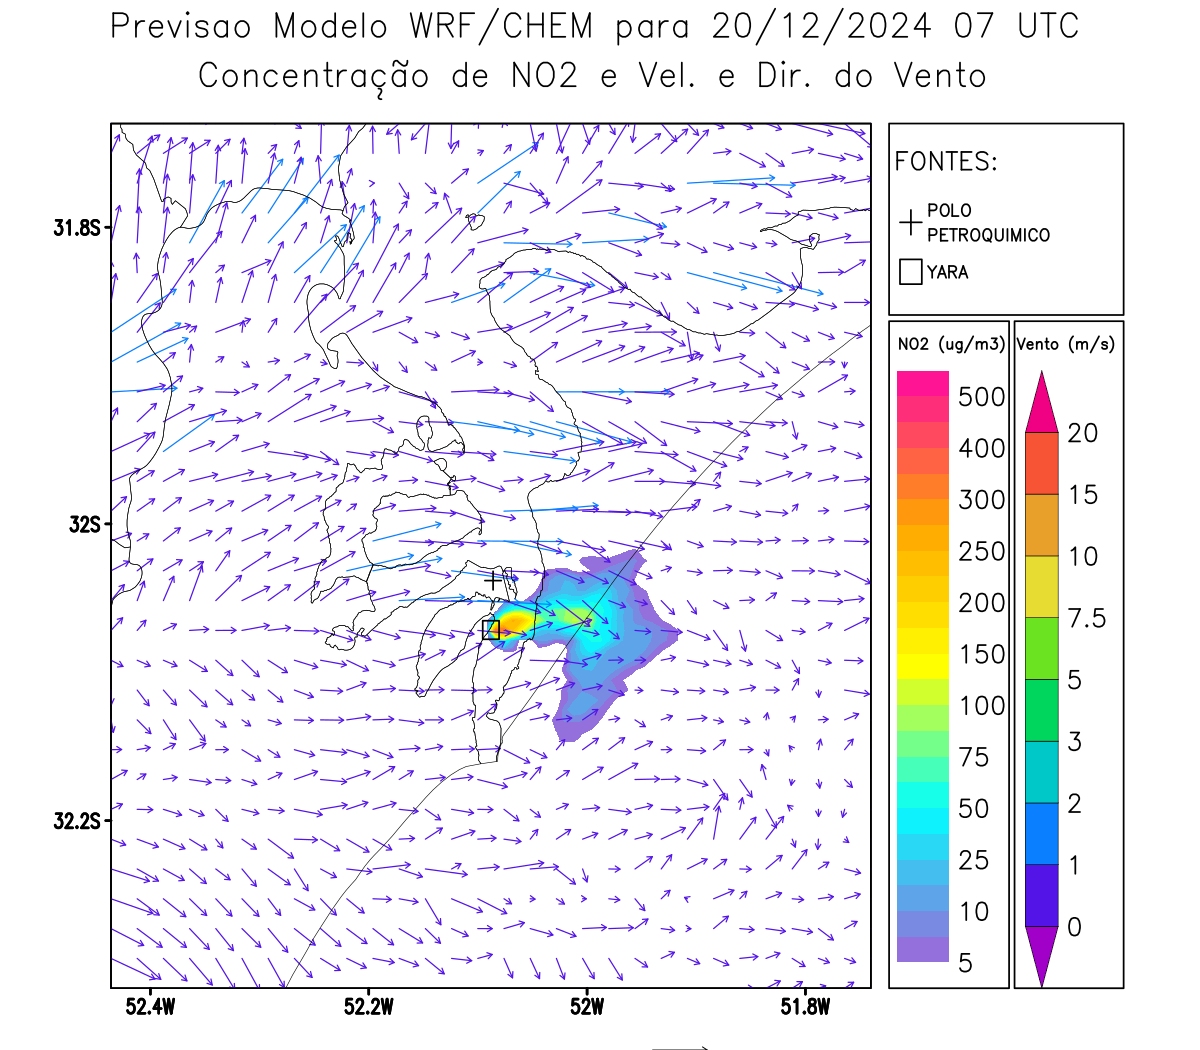 Previsao Modelo WRF/CHEM para 20/12/2024 07 UTC
Concentração de NO2 e Vel. e Dir. do Vento
FONTES:
POLO
PETROQUIMICO
YARA
NO2 (ug/m3)
500
400
300
250
200
150
100
75
50
25
10
5
Vento (m/s)
20
15
10
7.5
5
3
2
1
0
31.8S
32S
32.2S
52.4W
52.2W
52W
51.8W